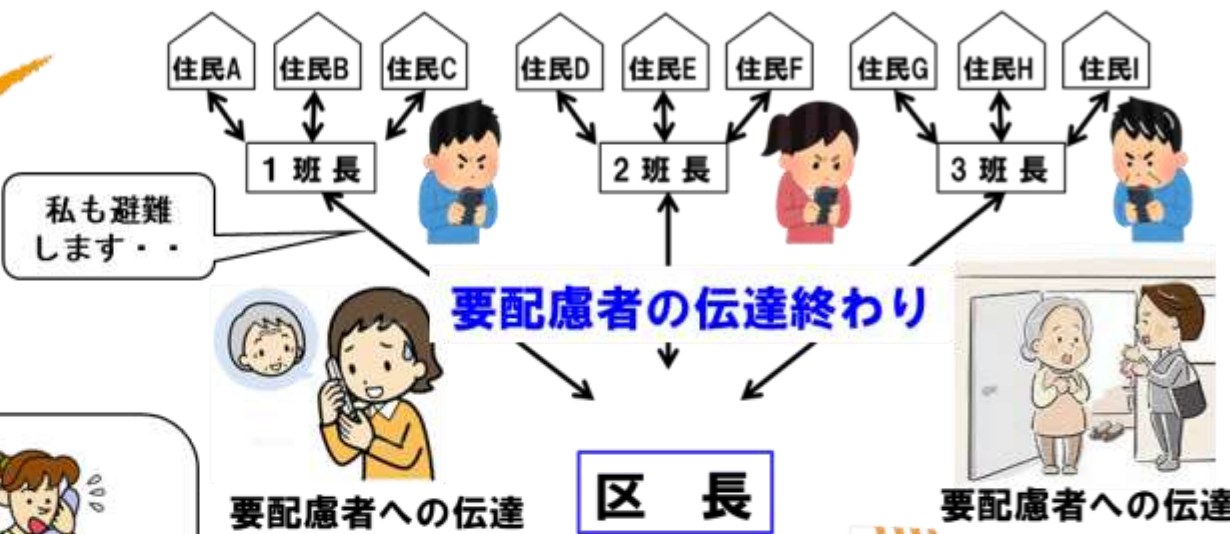 住民A 住民B 住民C 住民D 住民E 住民F 住民G 住民H 住民I
1班長 2班長 3班長
私も避難
します・・
要配慮者の伝達終わり
要配慮者への伝達
区 長
要配慮者への伝達